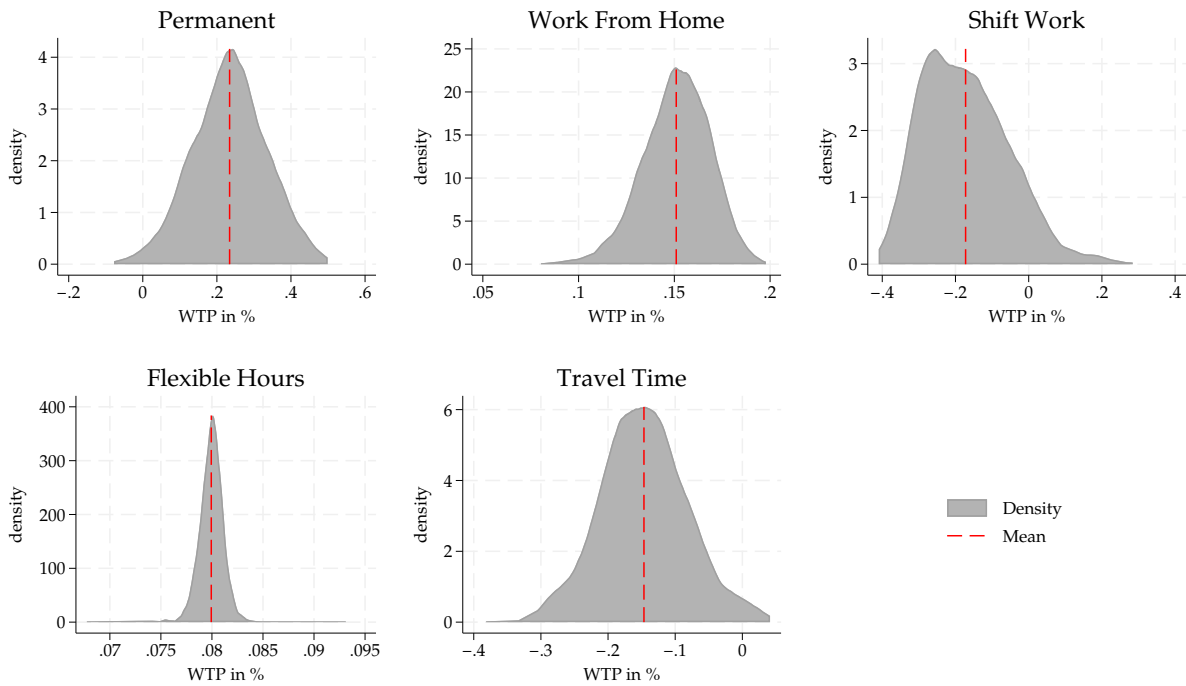 Permanent
density
4
3
2
1
0
−.2 0 .2 .4 .6
WTP in %
Work From Home
density
25
20
15
10
5
0
.05 .1 .15 .2
WTP in %
Shift Work
density
3
2
1
0
−.4 −.2 0 .2 .4
WTP in %
Flexible Hours
density
400
300
200
100
0
.07 .075 .08 .085 .09 .095
WTP in %
Travel Time
density
6
4
2
0
−.4 −.3 −.2 −.1 0
WTP in %
Density
Mean